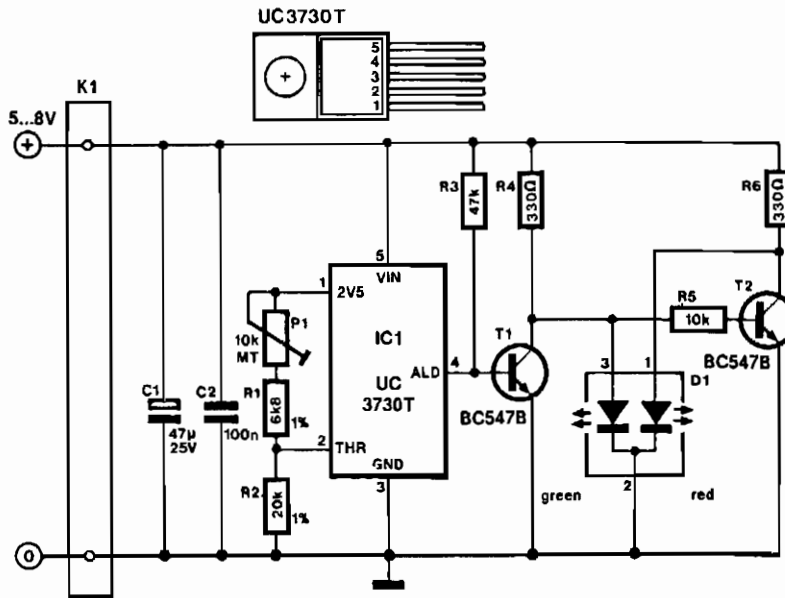 UC3730T
5
4
3
2
1
K1
5...8V
+
R3
47k
R4
330Ω
R6
330Ω
5
VIN
1
2V5
P1
10k
MT
IC1
UC
3730T
ALD
4
T1
BC547B
R5
10k
T2
BC547B
3
1
D1
C1
47µ
25V
C2
100n
R1
6k8
1%
2
THR
R2
20k
1%
GND
3
green
2
red
0